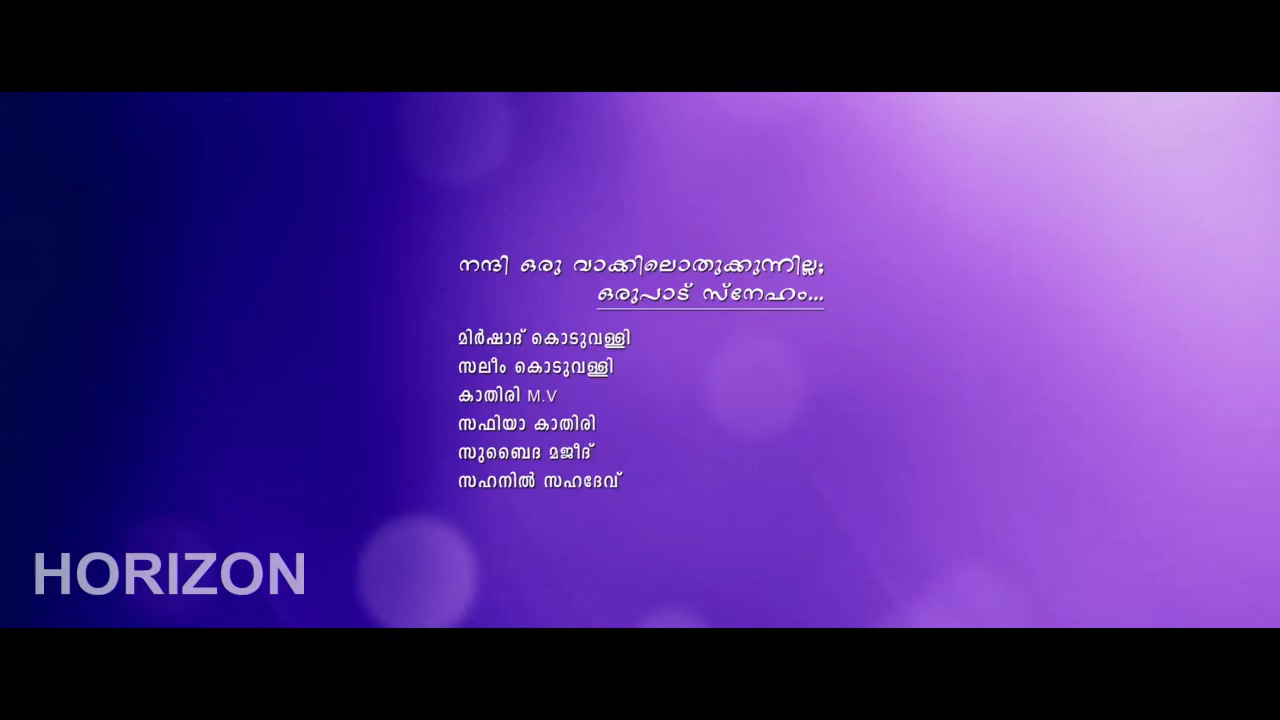 നന്ദി ഒരു വാക്കിലൊതുക്കുന്നില്ല;
ഒരുപാട് സ്നേഹം...
മിർഷാദ് കൊടുവള്ളി
സലീം കൊടുവള്ളി
കാതിരി M.V
സഫിയാ കാതിരി
സുബൈദ മജീദ്
സഹനിൽ സഹദേവ്
HORIZON